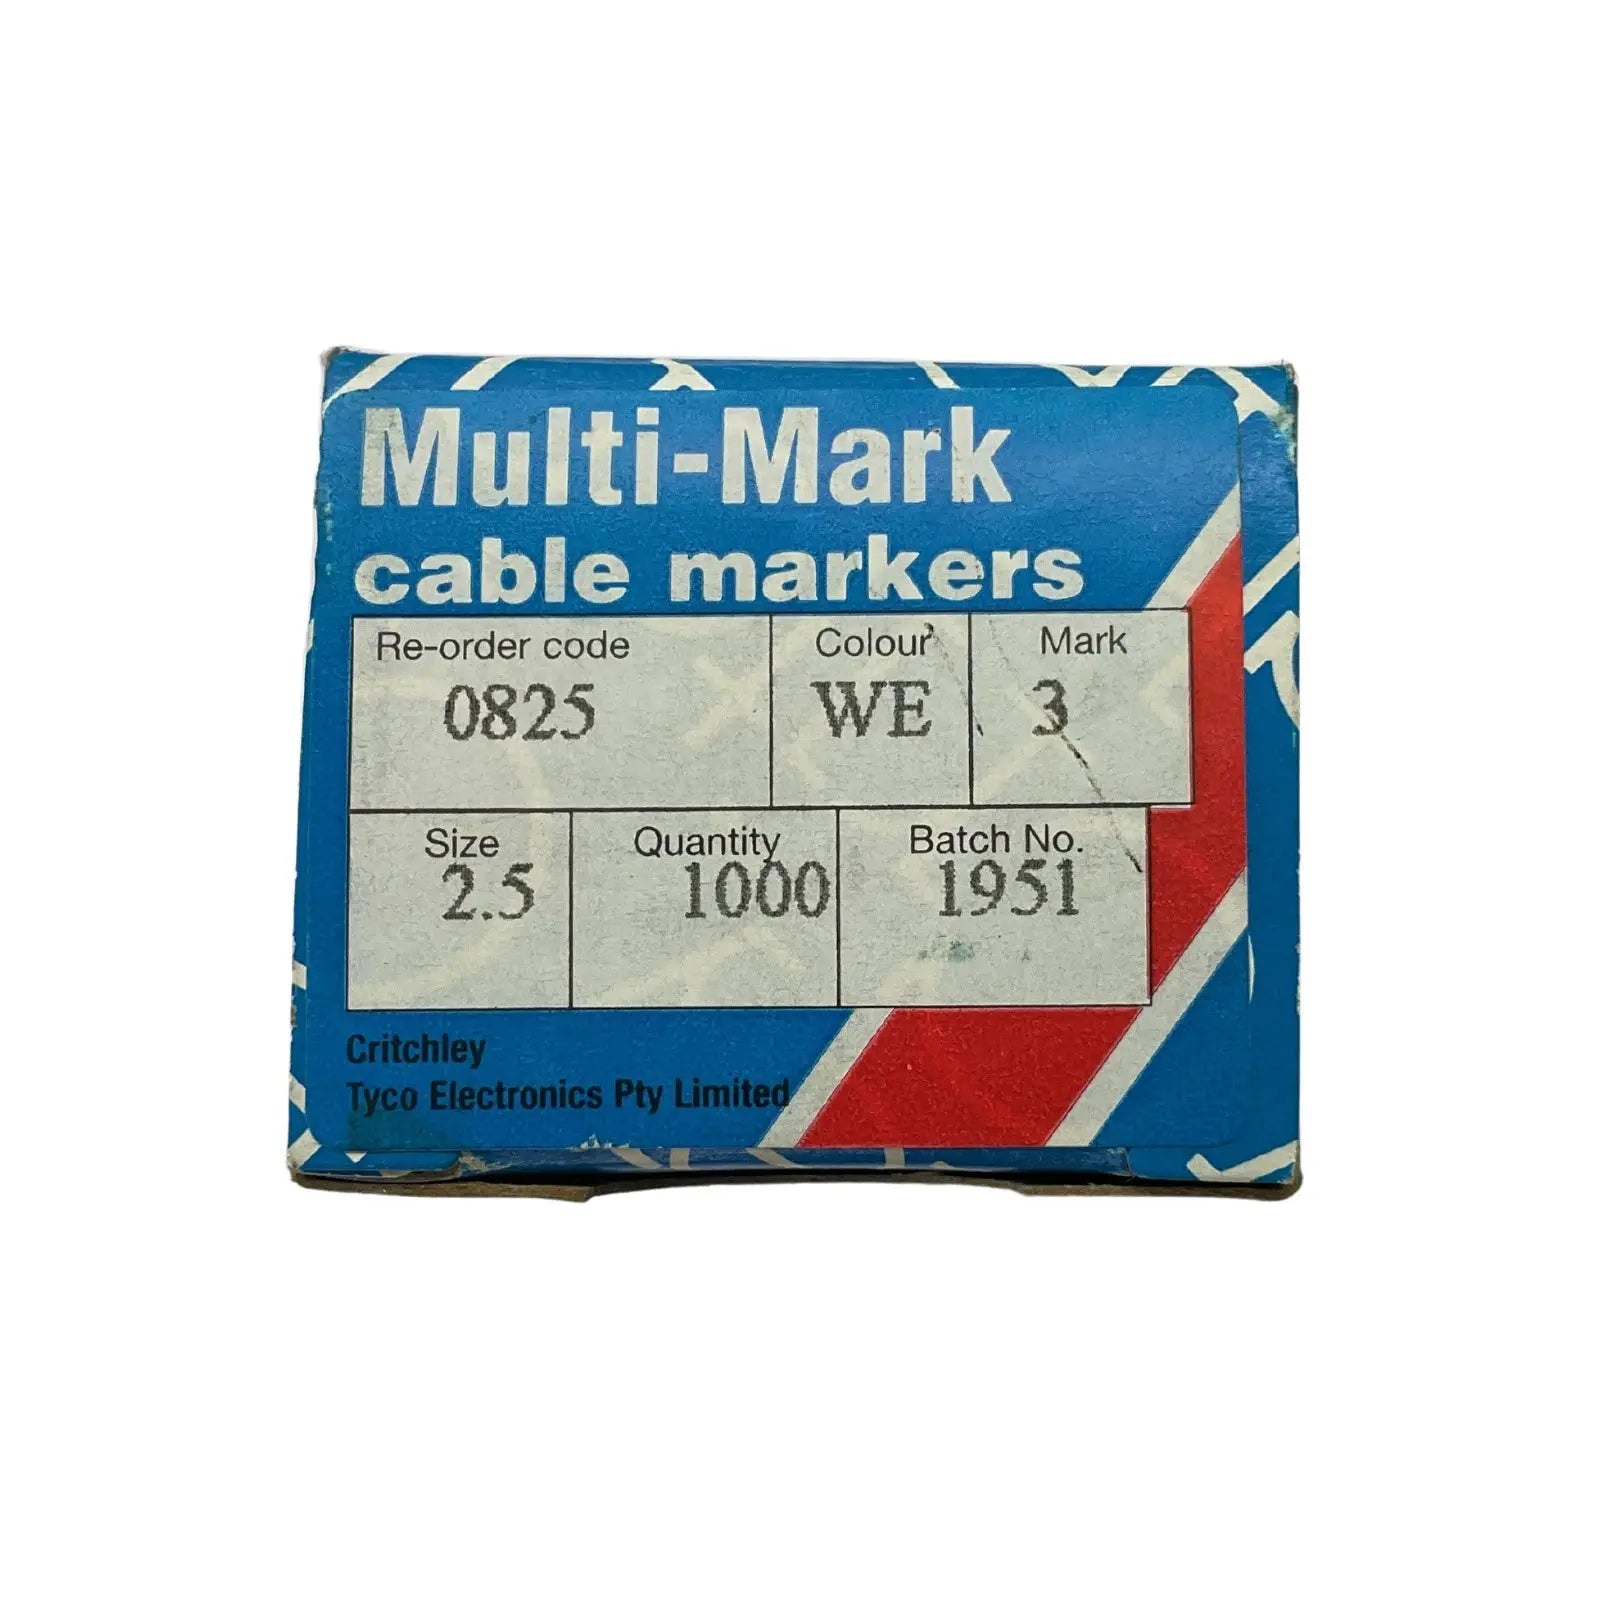 Multi-Mark
cable markers
Re-order code Colour Mark
0825 WE 3
Size Quantity Batch No.
2.5 1000 1951
Critchley
Tyco Electronics Pty Limited